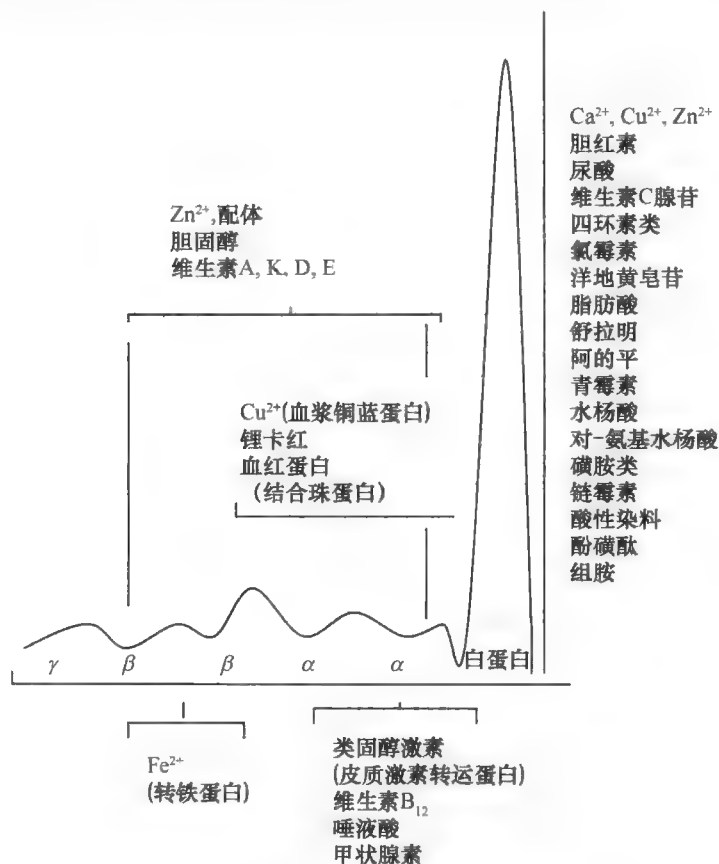 Zn²⁺,配体
胆固醇
维生素A, K, D, E
Cu²⁺(血浆铜蓝蛋白)
锂卡红
血红蛋白
(结合珠蛋白)
Ca²⁺, Cu²⁺, Zn²⁺
胆红素
尿酸
维生素C腺苷
四环素类
氯霉素
洋地黄皂苷
脂肪酸
舒拉明
阿的平
青霉素
水杨酸
对-氨基水杨酸
磺胺类
链霉素
酸性染料
酚磺酞
组胺
γ β β α α 白蛋白
Fe²⁺
(转铁蛋白)
类固醇激素
(皮质激素转运蛋白)
维生素B₁₂
唾液酸
甲状腺素